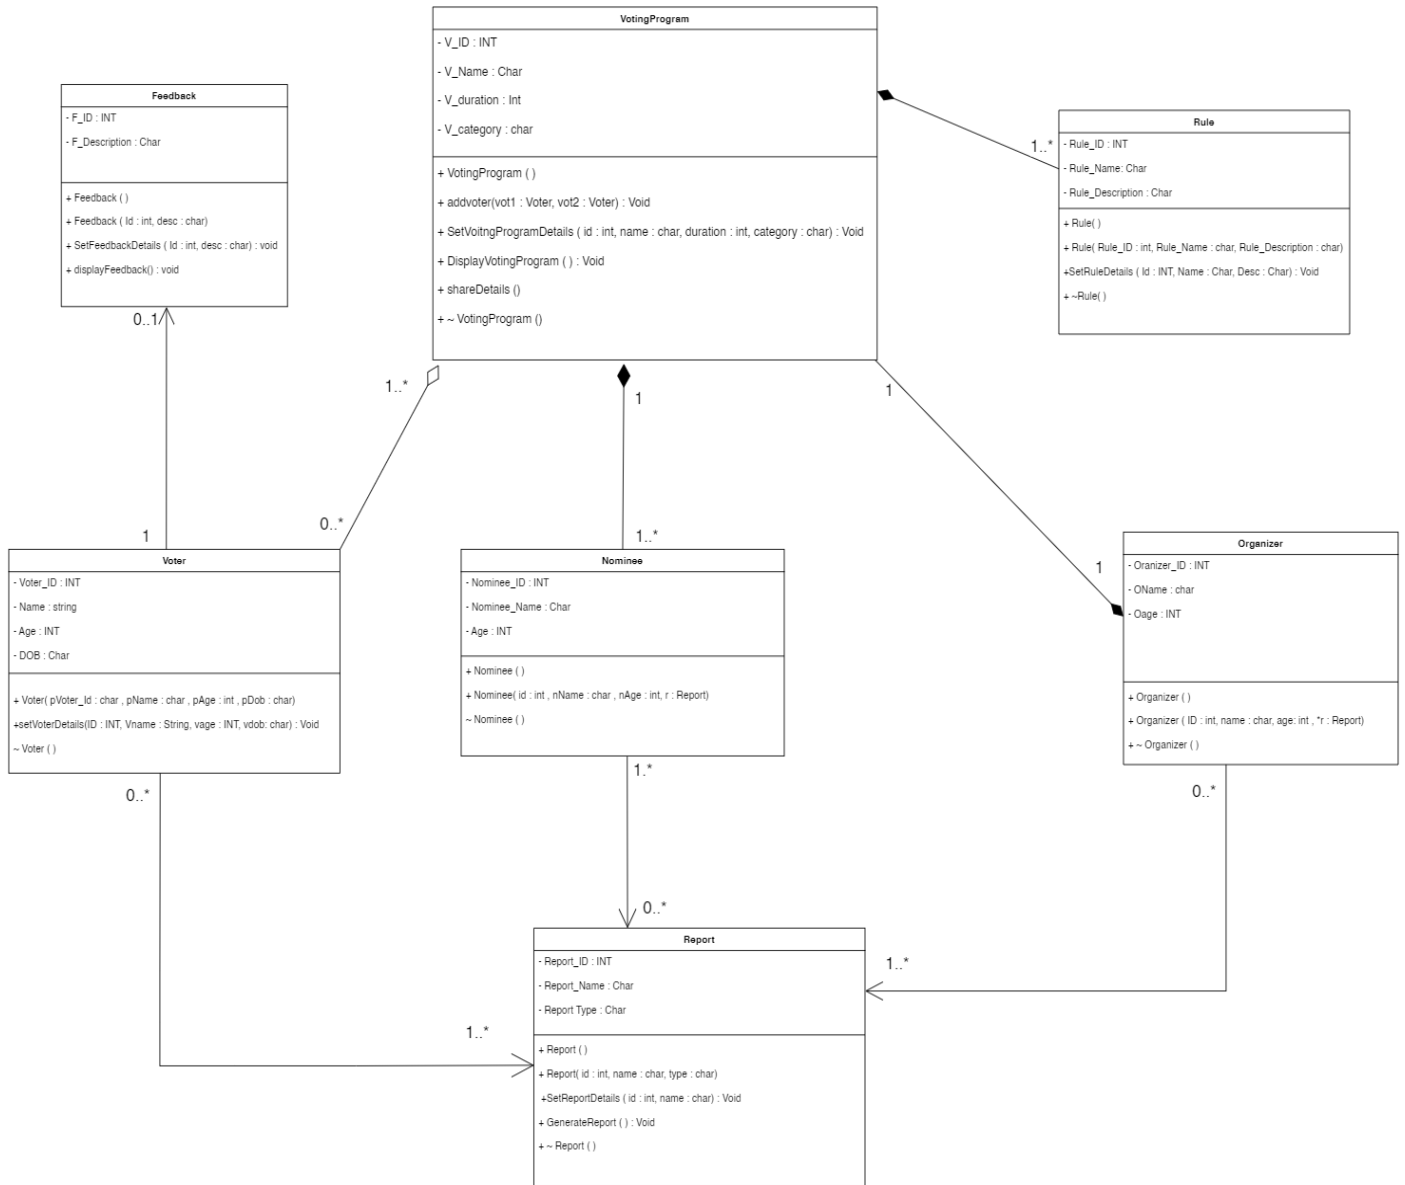 VotingProgram
- V_ID : INT
- V_Name : Char
- V_duration : Int
- V_category : char
+ VotingProgram ( )
+ addvoter(vot1 : Voter, vot2 : Voter) : Void
+ SetVoitngProgramDetails ( id : int, name : char, duration : int, category : char) : Void
+ DisplayVotingProgram ( ) : Void
+ shareDetails ()
+ ~ VotingProgram ()
Feedback
- F_ID : INT
- F_Description : Char
+ Feedback ( )
+ Feedback ( Id : int, desc : char)
+ SetFeedbackDetails ( Id : int, desc : char) : void
+ displayFeedback() : void
Rule
- Rule_ID : INT
- Rule_Name: Char
- Rule_Description : Char
+ Rule( )
+ Rule( Rule_ID : int, Rule_Name : char, Rule_Description : char)
+SetRuleDetails ( Id : INT, Name : Char, Desc : Char) : Void
+ ~Rule( )
1..*
0..1
1..*
1
1
0..*
1
1..*
1
Voter
- Voter_ID : INT
- Name : string
- Age : INT
- DOB : Char
+ Voter( pVoter_Id : char , pName : char , pAge : int , pDob : char)
+setVoterDetails(ID : INT, Vname : String, vage : INT, vdob: char) : Void
~ Voter ( )
Nominee
- Nominee_ID : INT
- Nominee_Name : Char
- Age : INT
+ Nominee ( )
+ Nominee( id : int , nName : char , nAge : int, r : Report)
~ Nominee ( )
Organizer
- Oranizer_ID : INT
- OName : char
- Oage : INT
+ Organizer ( )
+ Organizer ( ID : int, name : char, age: int , *r : Report)
+ ~ Organizer ( )
0..*
1.*
0..*
0..*
1..*
1..*
Report
- Report_ID : INT
- Report_Name : Char
- Report Type : Char
+ Report ( )
+ Report( id : int, name : char, type : char)
+SetReportDetails ( id : int, name : char) : Void
+ GenerateReport ( ) : Void
+ ~ Report ( )